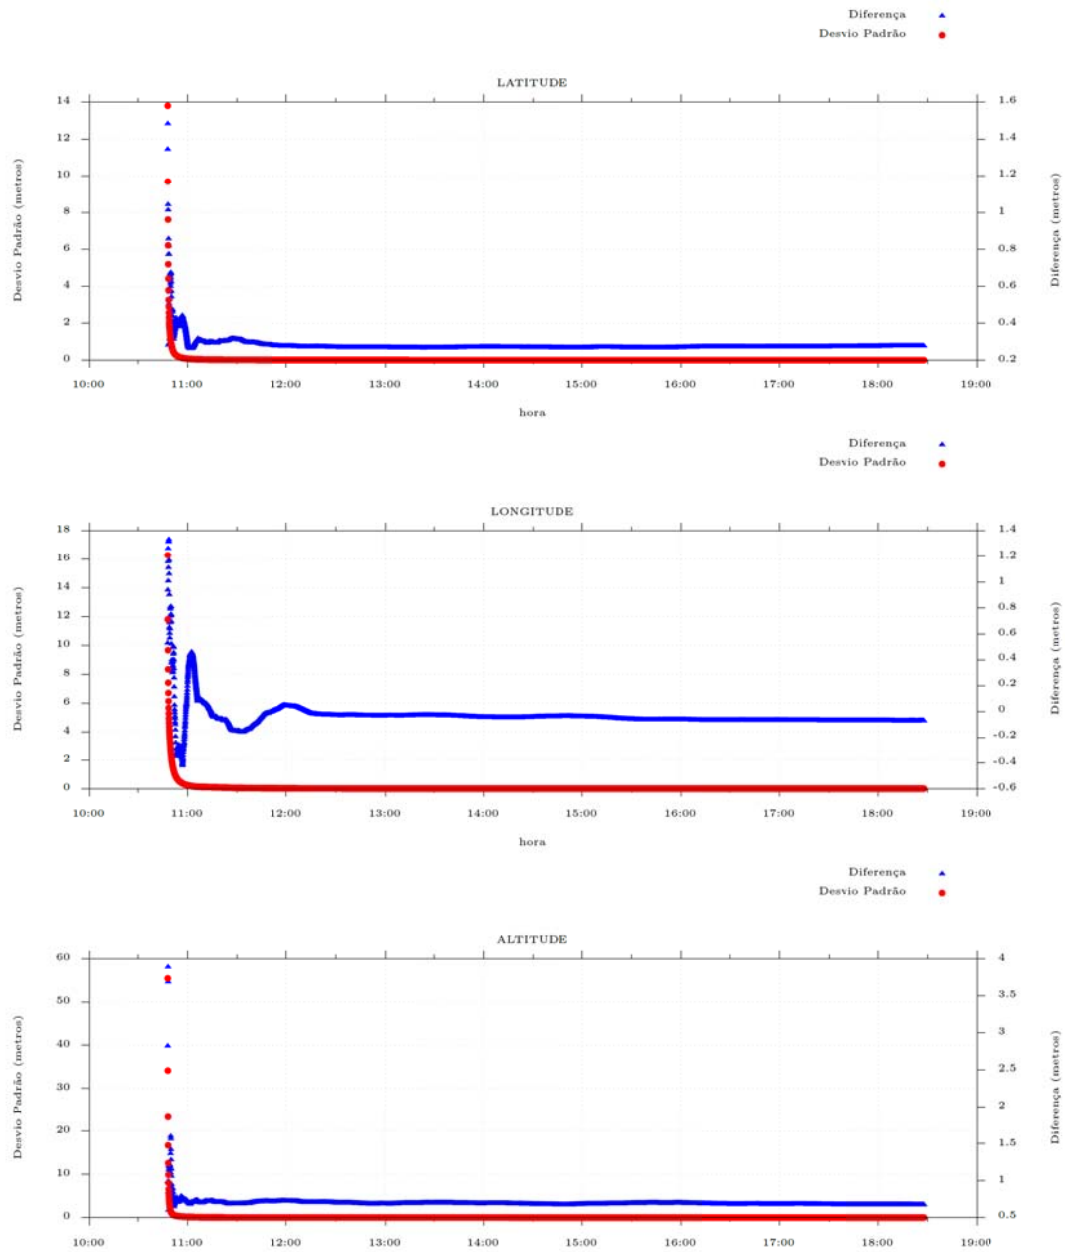 Diferença
Desvio Padrão
LATITUDE
14 1.6
12 1.4
10 1.2
8 1
6 0.8
4 0.6
2 0.4
0 0.2
Desvio Padrão (metros)
Diferença (metros)
10:00 11:00 12:00 13:00 14:00 15:00 16:00 17:00 18:00 19:00
hora
Diferença
Desvio Padrão
LONGITUDE
18 1.4
16 1.2
14 1
12 0.8
10 0.6
8 0.4
6 0.2
4 0
2 -0.2
0 -0.4
-0.6
Desvio Padrão (metros)
Diferença (metros)
10:00 11:00 12:00 13:00 14:00 15:00 16:00 17:00 18:00 19:00
hora
Diferença
Desvio Padrão
ALTITUDE
60 4
50 3.5
40 3
30 2.5
20 2
10 1.5
0 1
0.5
Desvio Padrão (metros)
Diferença (metros)
10:00 11:00 12:00 13:00 14:00 15:00 16:00 17:00 18:00 19:00